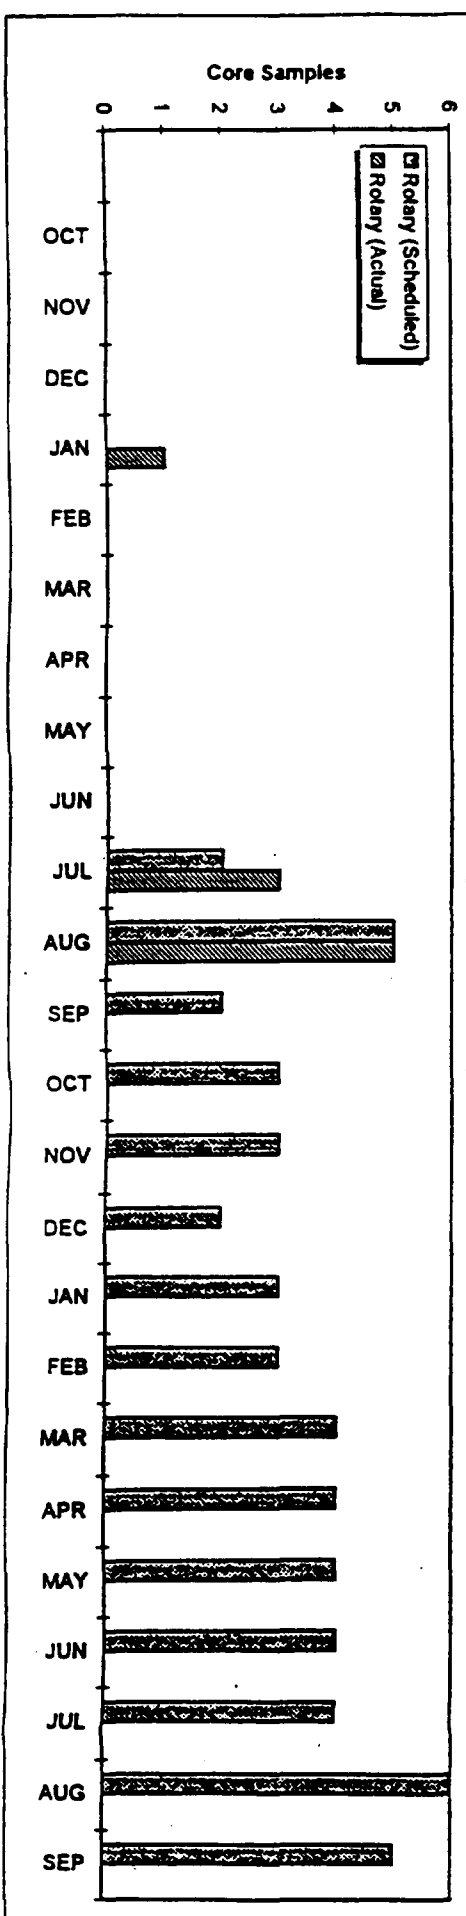 Core Samples
0
1
2
3
4
5
6
Rotary (Scheduled)
Rotary (Actual)
OCT
NOV
DEC
JAN
FEB
MAR
APR
MAY
JUN
JUL
AUG
SEP
OCT
NOV
DEC
JAN
FEB
MAR
APR
MAY
JUN
JUL
AUG
SEP